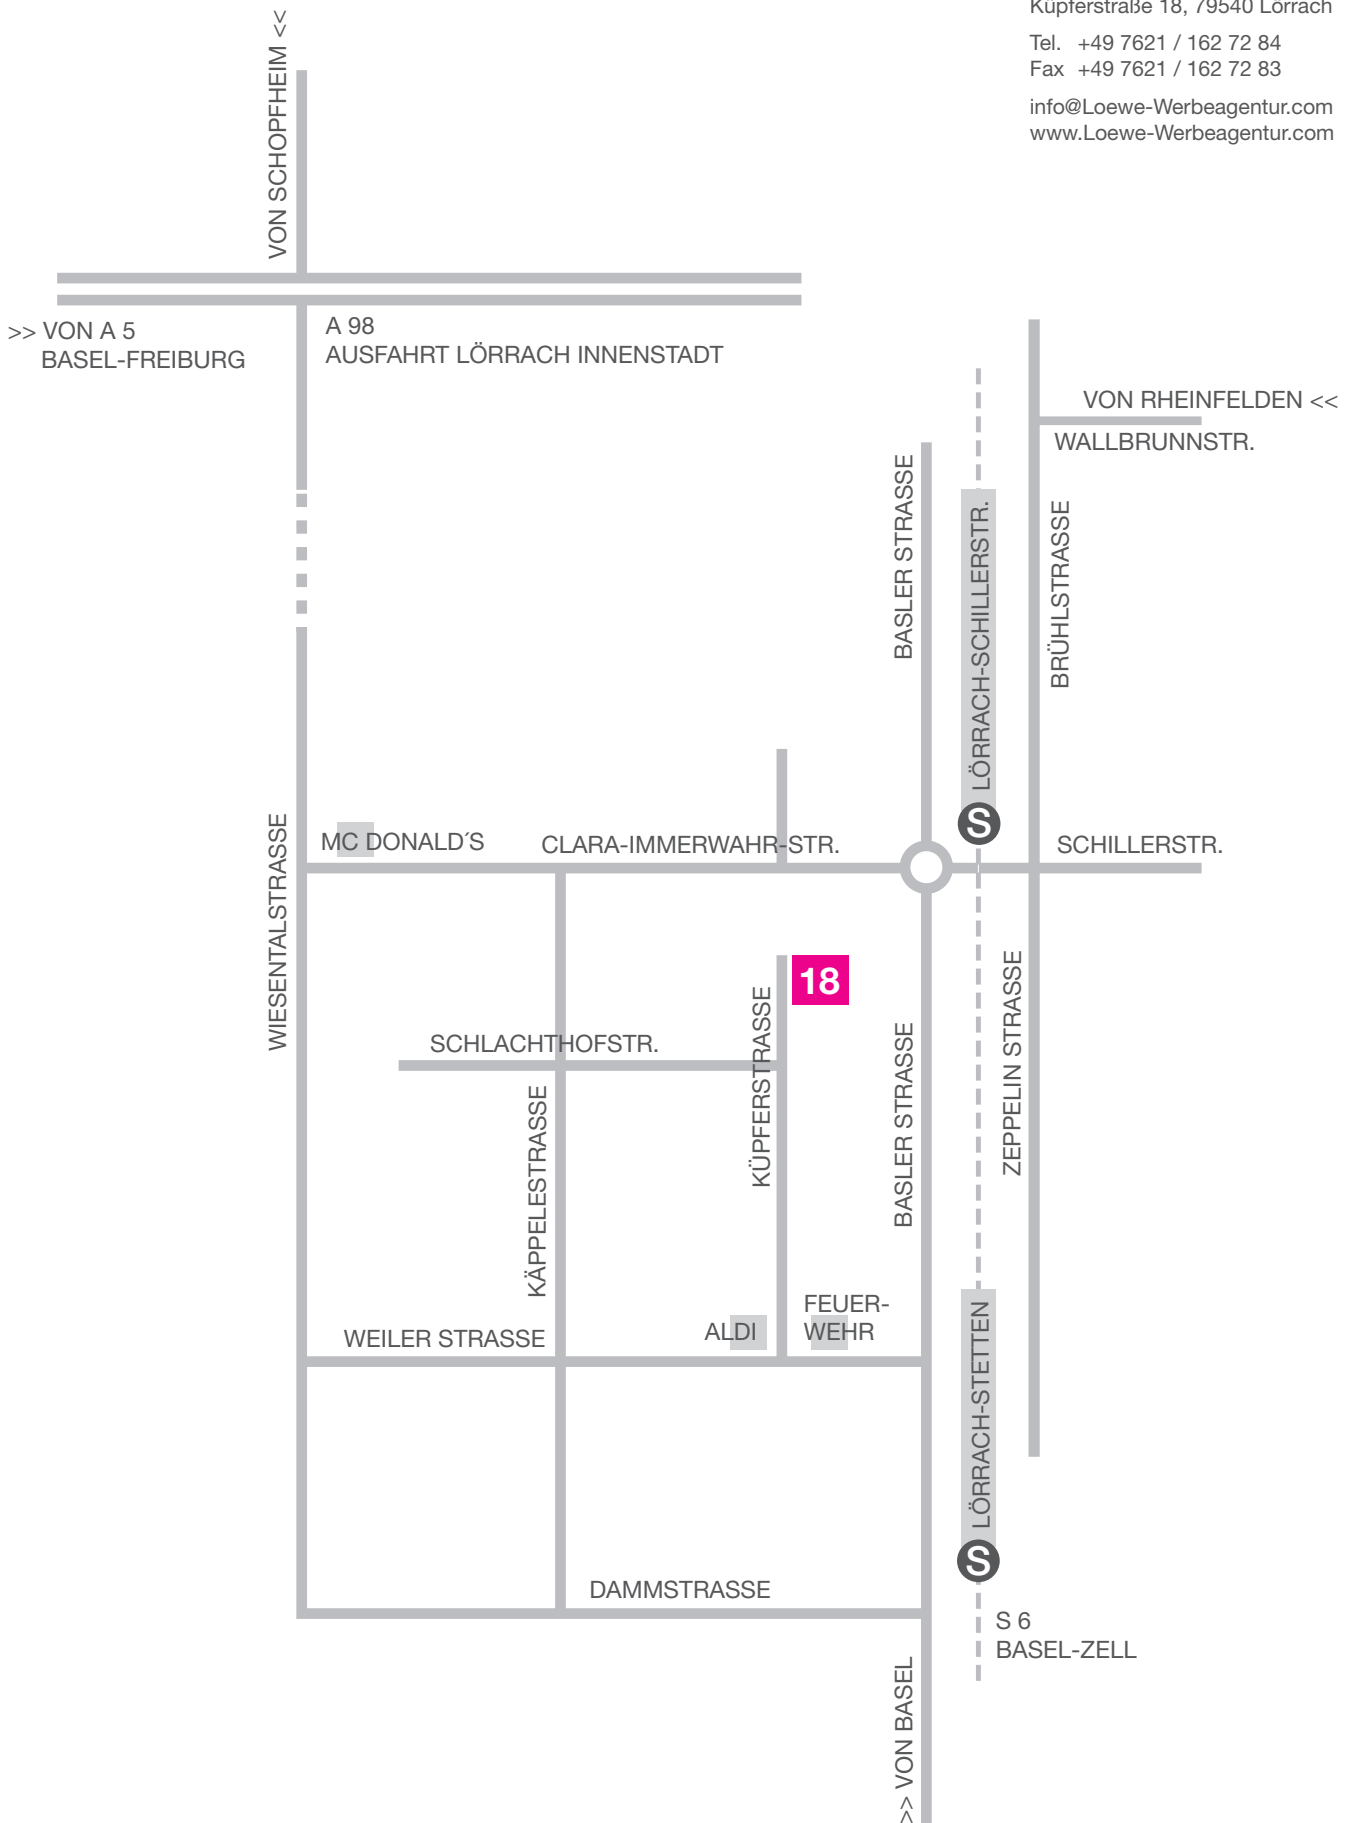 Küpferstraße 18, 79540 Lörrach
Tel. +49 7621 / 162 72 84
Fax +49 7621 / 162 72 83
info@Loewe-Werbeagentur.com
www.Loewe-Werbeagentur.com
VON SCHOPFHEIM <<
>> VON A 5
BASEL-FREIBURG
A 98
AUSFAHRT LÖRRACH INNENSTADT
VON RHEINFELDEN <<
WALLBRUNNSTR.
BASLER STRASSE
LÖRRACH-SCHILLERSTR.
S
BRÜHLSTRASSE
WIESENTALSTRASSE
MC DONALD´S
CLARA-IMMERWAHR-STR.
SCHILLERSTR.
18
SCHLACHTHOFSTR.
KÜPFERSTRASSE
KÄPPELESTRASSE
BASLER STRASSE
ZEPPELIN STRASSE
WEILER STRASSE
ALDI
FEUER-
WEHR
LÖRRACH-STETTEN
S
DAMMSTRASSE
S 6
BASEL-ZELL
>> VON BASEL